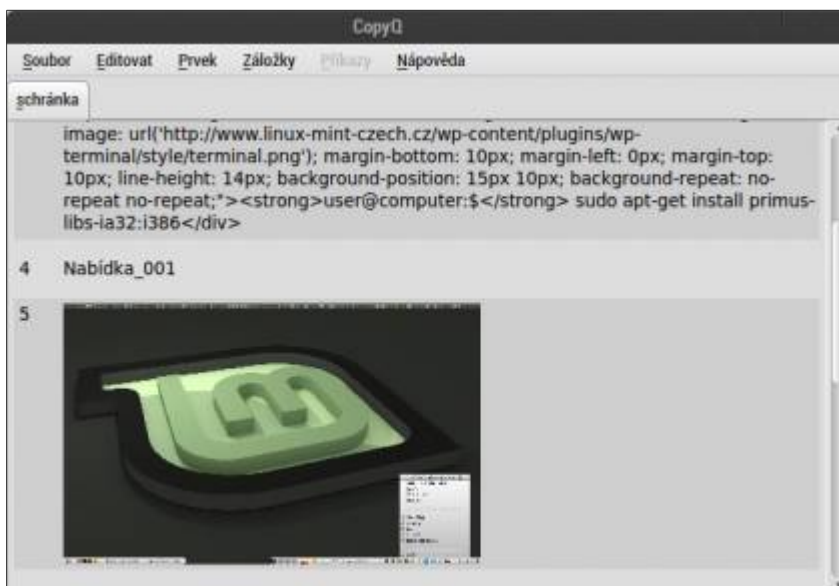 CopyQ
Soubor Editovat Prvek Záložky Příkazy Nápověda
schránka
image: url('http://www.linux-mint-czech.cz/wp-content/plugins/wp-
terminal/style/terminal.png'); margin-bottom: 10px; margin-left: 0px; margin-top:
10px; line-height: 14px; background-position: 15px 10px; background-repeat: no-
repeat no-repeat;"><strong>user@computer:$</strong> sudo apt-get install primus-
libs-ia32:i386</div>
4 Nabídka_001
5